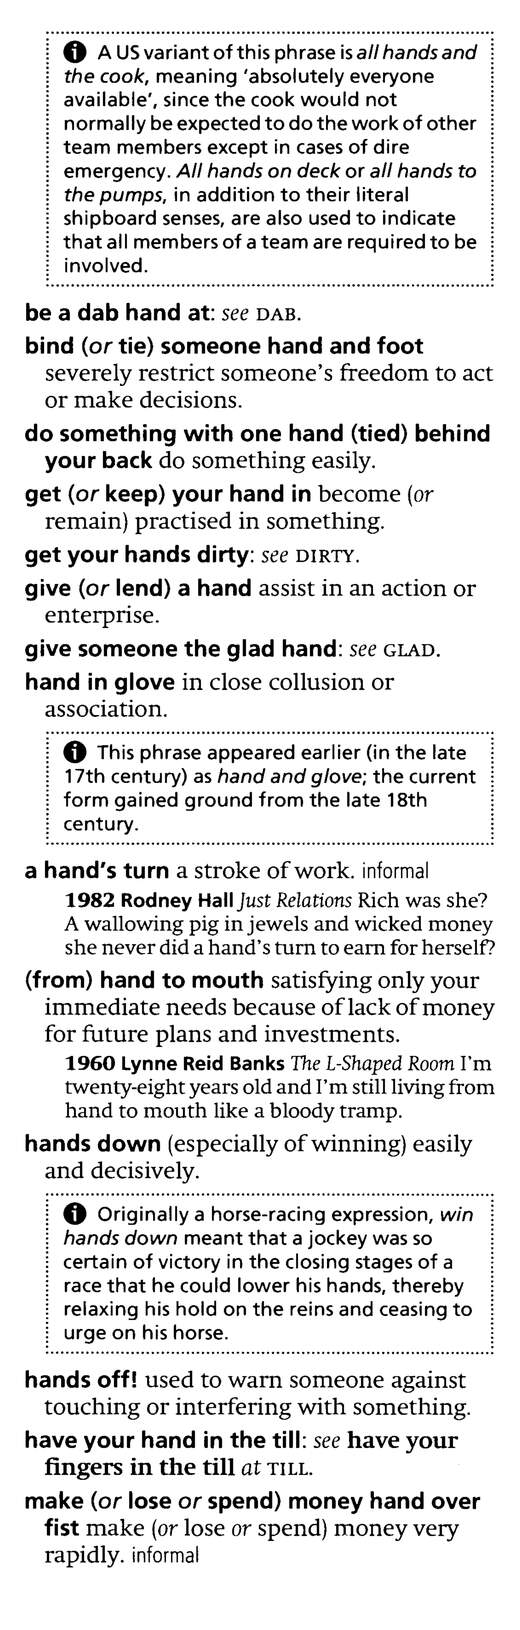 A US variant of this phrase is all hands and
the cook, meaning ‘absolutely everyone
available’, since the cook would not
normally be expected to do the work of other
team members except in cases of dire
emergency. All hands on deck or all hands to
the pumps, in addition to their literal
shipboard senses, are also used to indicate
that all members of a team are required to be
involved.
be a dab hand at: see DAB.
bind (or tie) someone hand and foot
severely restrict someone’s freedom to act
or make decisions.
do something with one hand (tied) behind
your back do something easily.
get (or keep) your hand in become (or
remain) practised in something.
get your hands dirty: see DIRTY.
give (or lend) a hand assist in an action or
enterprise.
give someone the glad hand: see GLAD.
hand in glove in close collusion or
association.
This phrase appeared earlier (in the late
17th century) as hand and glove; the current
form gained ground from the late 18th
century.
a hand’s turn a stroke of work. informal
1982 Rodney Hall Just Relations Rich was she?
A wallowing pig in jewels and wicked money
she never did a hand’s turn to earn for herself?
(from) hand to mouth satisfying only your
immediate needs because of lack of money
for future plans and investments.
1960 Lynne Reid Banks The L-Shaped Room I’m
twenty-eight years old and I’m still living from
hand to mouth like a bloody tramp.
hands down (especially of winning) easily
and decisively.
Originally a horse-racing expression, win
hands down meant that a jockey was so
certain of victory in the closing stages of a
race that he could lower his hands, thereby
relaxing his hold on the reins and ceasing to
urge on his horse.
hands off! used to warn someone against
touching or interfering with something.
have your hand in the till: see have your
fingers in the till at TILL.
make (or lose or spend) money hand over
fist make (or lose or spend) money very
rapidly. informal